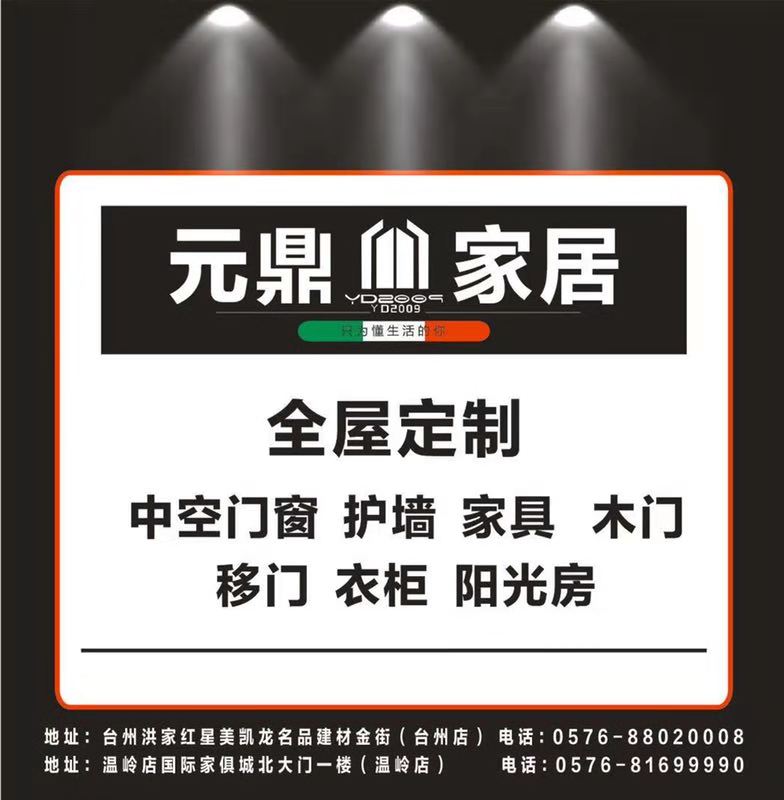 元鼎 家居
YD2009
YD2009
只为懂生活的你
全屋定制
中空门窗 护墙 家具 木门
移门 衣柜 阳光房
地址：台州洪家红星美凯龙名品建材金街（台州店） 电话：0576-88020008
地址：温岭店国际家俱城北大门一楼（温岭店） 电话：0576-81699990